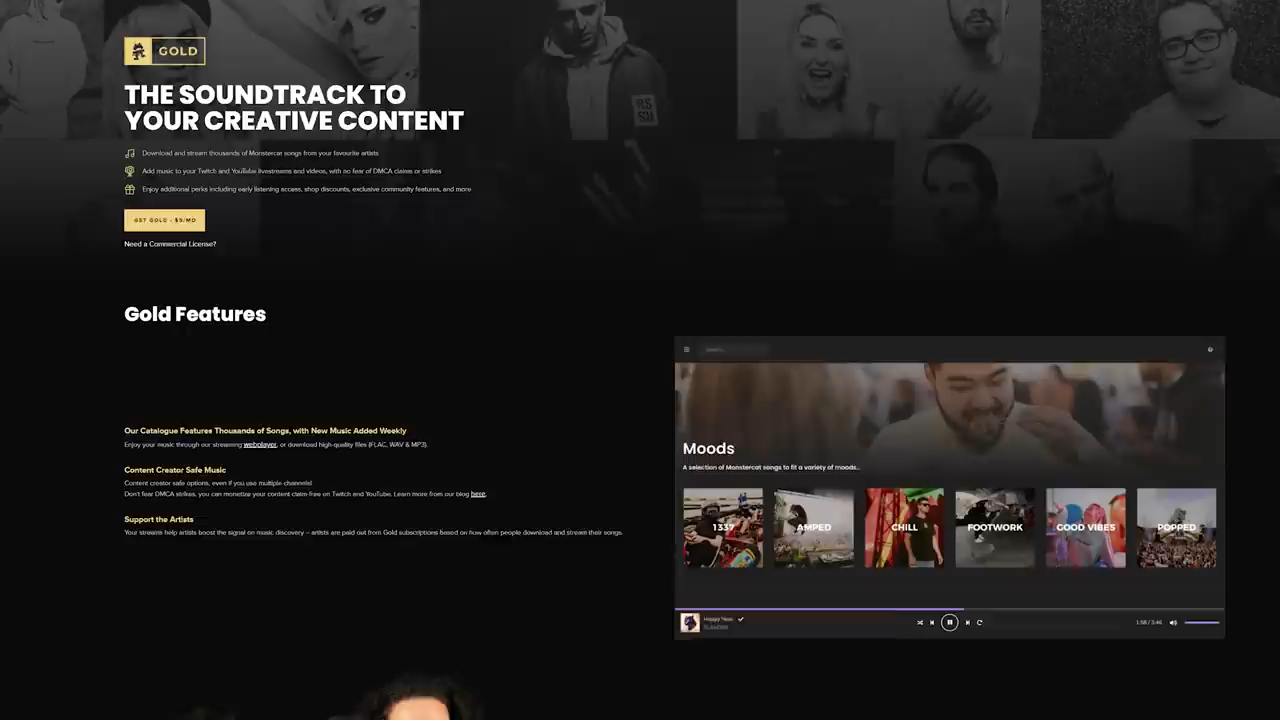 GOLD
THE SOUNDTRACK TO
YOUR CREATIVE CONTENT
Download and stream thousands of Monstercat songs from your favourite artists
Add music to your Twitch and YouTube livestreams and videos, with no fear of DMCA claims or strikes
Enjoy additional perks including early listening access, shop discounts, exclusive community features, and more
GET GOLD - $5/MO
Need a Commercial License?
Gold Features
Our Catalogue Features Thousands of Songs, with New Music Added Weekly
Enjoy your music through our streaming webplayer, or download high-quality files (FLAC, WAV & MP3).
Content Creator Safe Music
Content creator safe options, even if you use multiple channels!
Don't fear DMCA strikes, you can monetize your content claim-free on Twitch and YouTube. Learn more from our blog here.
Support the Artists
Your streams help artists boost the signal on music discovery – artists are paid out from Gold subscriptions based on how often people download and stream their songs.
RS
SM
Moods
A selection of Monstercat songs to fit a variety of moods...
1337
AMPED
CHILL
FOOTWORK
GOOD VIBES
POPPED
Happy Now
1:58 / 3:46